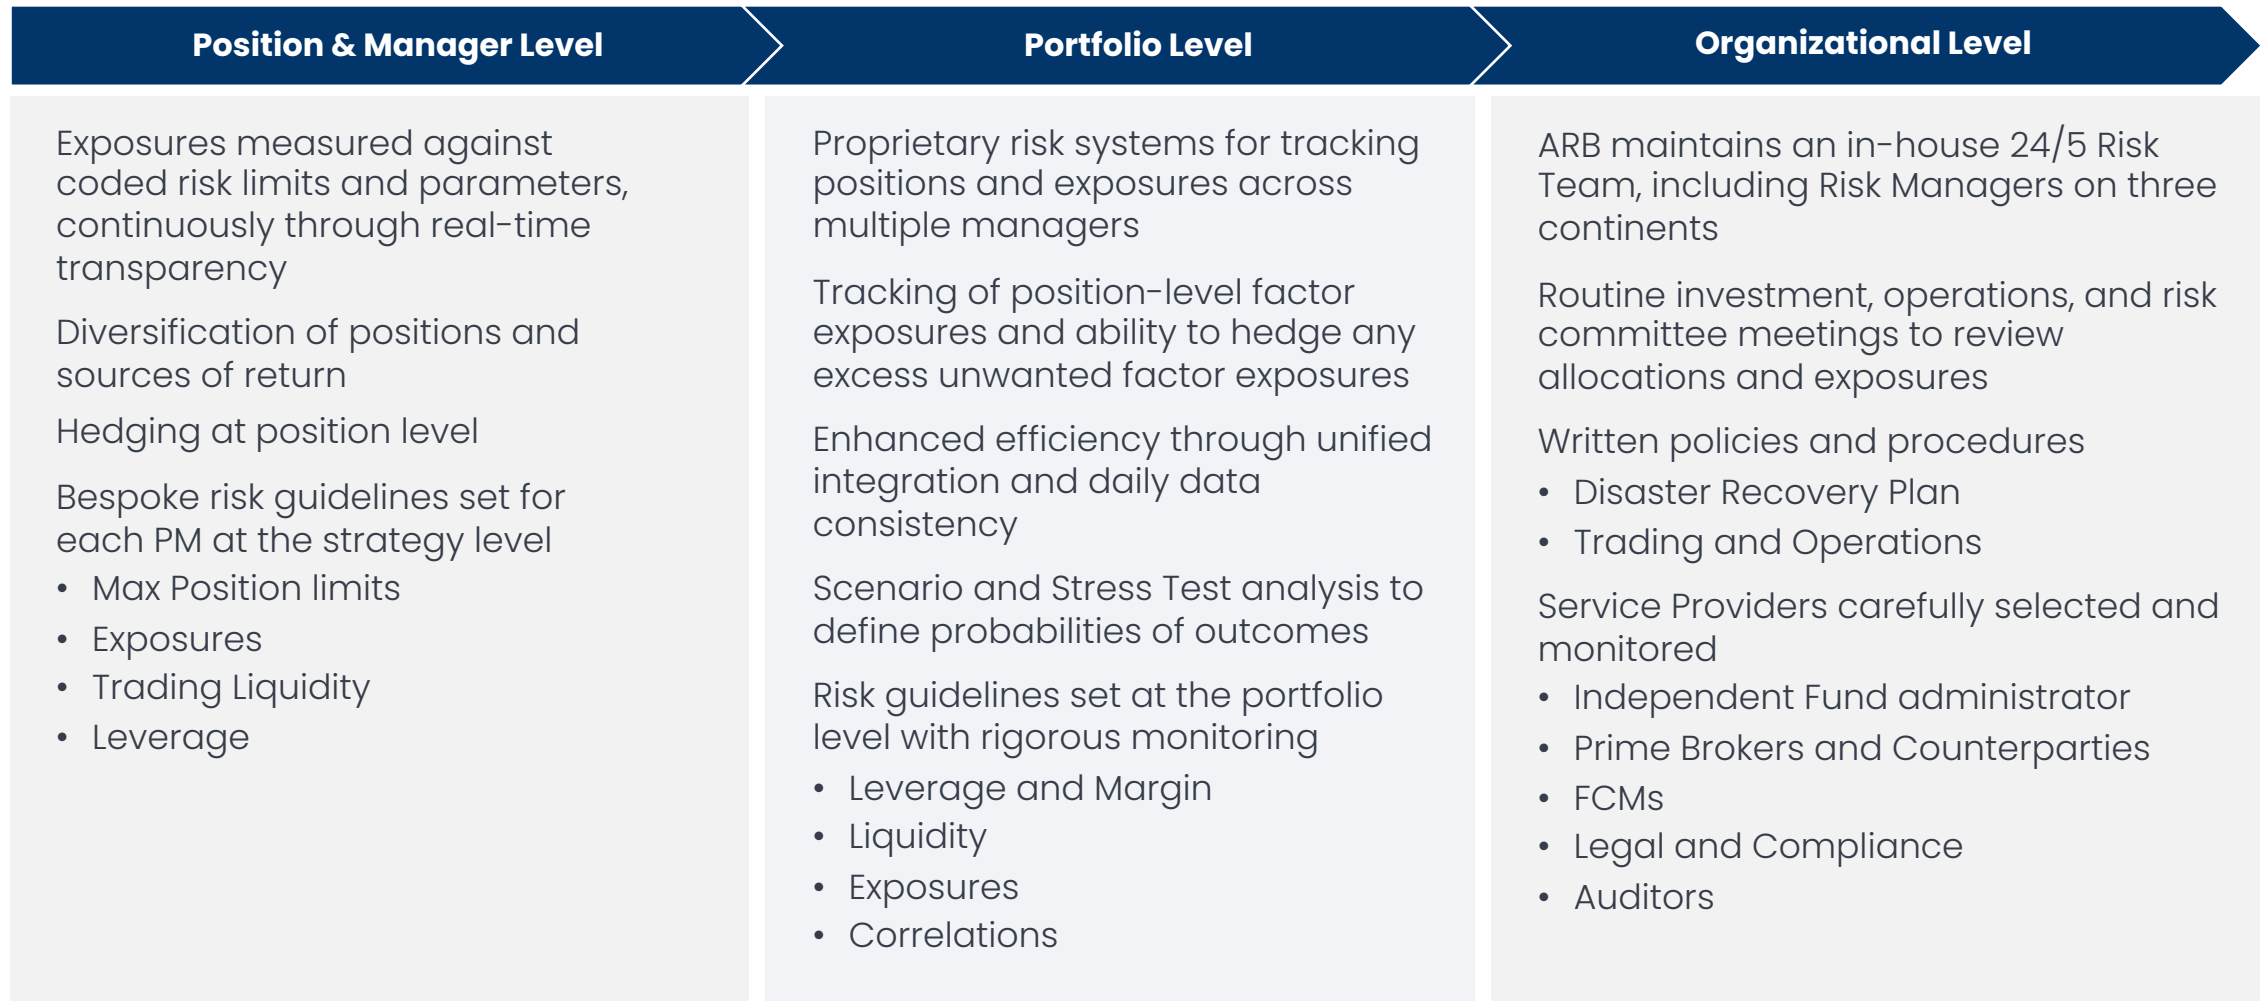 Position & Manager Level
Exposures measured against
coded risk limits and parameters,
continuously through real-time
transparency
Diversification of positions and
sources of return
Hedging at position level
Bespoke risk guidelines set for
each PM at the strategy level
• Max Position limits
• Exposures
• Trading Liquidity
• Leverage
Portfolio Level
Proprietary risk systems for tracking
positions and exposures across
multiple managers
Tracking of position-level factor
exposures and ability to hedge any
excess unwanted factor exposures
Enhanced efficiency through unified
integration and daily data
consistency
Scenario and Stress Test analysis to
define probabilities of outcomes
Risk guidelines set at the portfolio
level with rigorous monitoring
• Leverage and Margin
• Liquidity
• Exposures
• Correlations
Organizational Level
ARB maintains an in-house 24/5 Risk
Team, including Risk Managers on three
continents
Routine investment, operations, and risk
committee meetings to review
allocations and exposures
Written policies and procedures
• Disaster Recovery Plan
• Trading and Operations
Service Providers carefully selected and
monitored
• Independent Fund administrator
• Prime Brokers and Counterparties
• FCMs
• Legal and Compliance
• Auditors